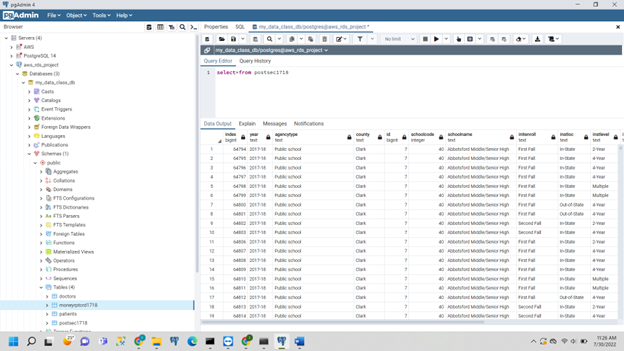 pgAdmin 4
pgAdmin File Object Tools Help
Browser
Properties SQL my_data_class_db/postgres@aws_rds_project *
Servers (4)
AWS
PostgreSQL 14
aws_rds_project
Databases (3)
my_data_class_db
Casts
Catalogs
Event Triggers
Extensions
Foreign Data Wrappers
Languages
Publications
Schemas (1)
public
Aggregates
Collations
Domains
FTS Configurations
FTS Dictionaries
FTS Parsers
FTS Templates
Foreign Tables
Functions
Materialized Views
Operators
Procedures
Sequences
Tables (4)
doctors
patients
postsec1718
No limit
my_data_class_db/postgres@aws_rds_project
Query Editor Query History
1 select*from postsec1718
Data Output Explain Messages Notifications
index bigint year text agencytype text county text id bigint schoolcode integer schoolname text initenroll text instloc text instlevel text
1 64794 2017-18 Public school Clark 7 40 Abbotsford Middle/Senior High First Fall In-State 2-Year
2 64795 2017-18 Public school Clark 7 40 Abbotsford Middle/Senior High First Fall In-State 4-Year
3 64796 2017-18 Public school Clark 7 40 Abbotsford Middle/Senior High First Fall In-State 4-Year
4 64797 2017-18 Public school Clark 7 40 Abbotsford Middle/Senior High First Fall In-State 4-Year
5 64798 2017-18 Public school Clark 7 40 Abbotsford Middle/Senior High First Fall In-State Multiple
6 64799 2017-18 Public school Clark 7 40 Abbotsford Middle/Senior High First Fall In-State Multiple
7 64800 2017-18 Public school Clark 7 40 Abbotsford Middle/Senior High First Fall Out-of-State 4-Year
8 64801 2017-18 Public school Clark 7 40 Abbotsford Middle/Senior High First Fall Out-of-State 4-Year
9 64802 2017-18 Public school Clark 7 40 Abbotsford Middle/Senior High Second Fall In-State 2-Year
10 64803 2017-18 Public school Clark 7 40 Abbotsford Middle/Senior High Second Fall In-State 4-Year
11 64806 2017-18 Public school Clark 7 40 Abbotsford Middle/Senior High First Fall In-State 2-Year
12 64807 2017-18 Public school Clark 7 40 Abbotsford Middle/Senior High First Fall In-State 4-Year
13 64808 2017-18 Public school Clark 7 40 Abbotsford Middle/Senior High First Fall In-State 4-Year
14 64809 2017-18 Public school Clark 7 40 Abbotsford Middle/Senior High First Fall In-State 4-Year
15 64810 2017-18 Public school Clark 7 40 Abbotsford Middle/Senior High First Fall In-State Multiple
16 64811 2017-18 Public school Clark 7 40 Abbotsford Middle/Senior High First Fall In-State Multiple
17 64812 2017-18 Public school Clark 7 40 Abbotsford Middle/Senior High First Fall Out-of-State 4-Year
18 64813 2017-18 Public school Clark 7 40 Abbotsford Middle/Senior High Second Fall In-State 2-Year
19 64814 2017-18 Public school Clark 7 40 Abbotsford Middle/Senior High Second Fall In-State Multiple
11:26 AM
7/30/2022